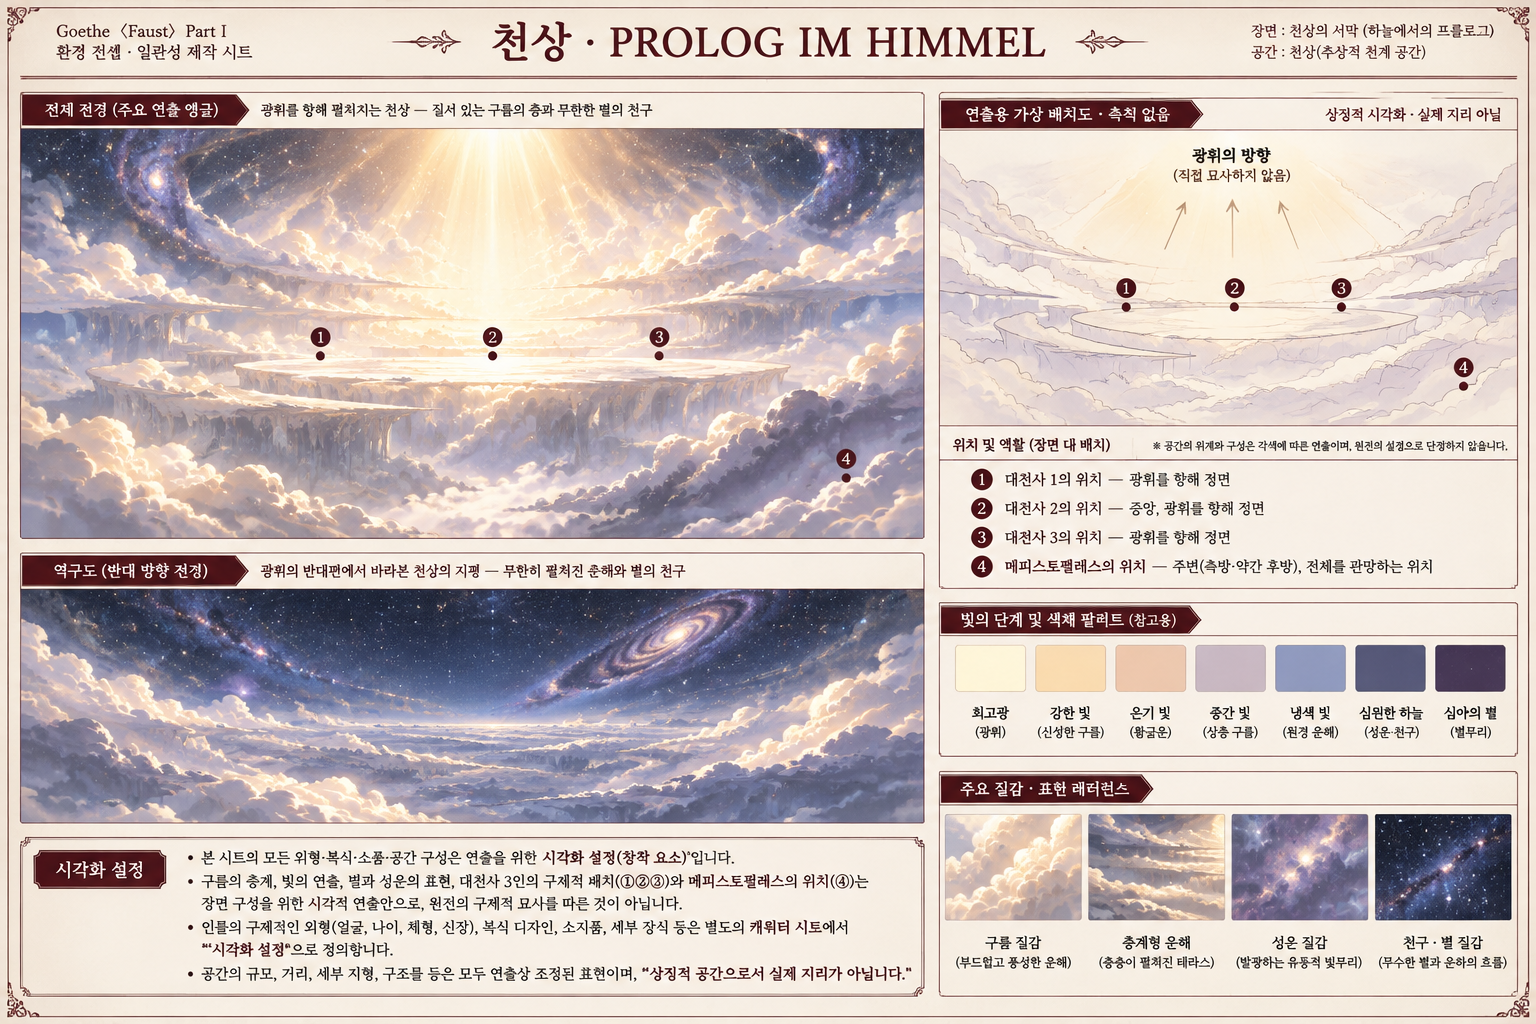 Goethe 〈Faust〉 Part I
환경 전셉 · 일관성 제작 시트
천상 · PROLOG IM HIMMEL
장면 : 천상의 서막 (하늘에서의 프롤로그)
공간 : 천상(추상적 천계 공간)
전제 전경 (주요 연출 앵글)
광휘를 향해 펼치지는 천상 — 질서 있는 구름의 층과 무한한 별의 천구
1
2
3
4
연출용 가상 배치도 · 축척 없음
상징적 시각화 · 실제 지리 아닐
광휘의 방향
(직접 묘사하지 않음)
1
2
3
4
위치 및 역할 (장면 대 배치)
※ 공간의 위계와 구성은 각색에 따른 연출이며, 원전의 설정으로 단정하지 않습니다.
1 대천사 1의 위치 — 광휘를 향해 정면
2 대천사 2의 위치 — 중앙, 광휘를 향해 정면
3 대천사 3의 위치 — 광휘를 향해 정면
4 메피스토펠레스의 위치 — 주변(측방·약간 후방), 전체를 관망하는 위치
역구도 (반대 방향 전경)
광휘의 반대편에서 바라본 천상의 지평 — 무한히 펼쳐진 운해와 별의 천구
빛의 단계 및 색채 팔레트 (참고용)
최고광
(광휘)
강한 빛
(신성한 구름)
온기 빛
(황금운)
중간 빛
(상층 구름)
냉색 빛
(원경 운해)
심원한 하늘
(성운·천구)
심야의 별
(별무리)
주요 질감 · 표현 래터런스
구름 질감
(부드럽고 풍성한 운해)
층계형 운해
(층층이 펼쳐진 테라스)
성운 질감
(발광하는 유동적 빛무리)
천구 · 별 질감
(무수한 별과 은하의 흐름)
시각화 설정
• 본 시트의 모든 외형·복식·소품·공간 구성은 연출을 위한 시각화 설정(창작 요소)"입니다.
• 구름의 층계, 빛의 연출, 별과 성운의 표현, 대천사 3인의 구제적 배치(①②③)와 메피스토펠레스의 위치(④)는
장면 구성을 위한 시각적 연출안으로, 원전의 구제적 묘사를 따른 것이 아닙니다.
• 인틀의 구제적인 외형(얼굴, 나이, 체형, 신장), 복식 디자인, 소지품, 세부 장식 등은 별도의 캐워터 시토에서
"“시각화 설정"으로 정의합니다.
• 공간의 규모, 거리, 세부 지형, 구조를 등은 모두 연출상 조정된 표현이며, "상징적 공간으로서 실제 지리가 아닙니다."